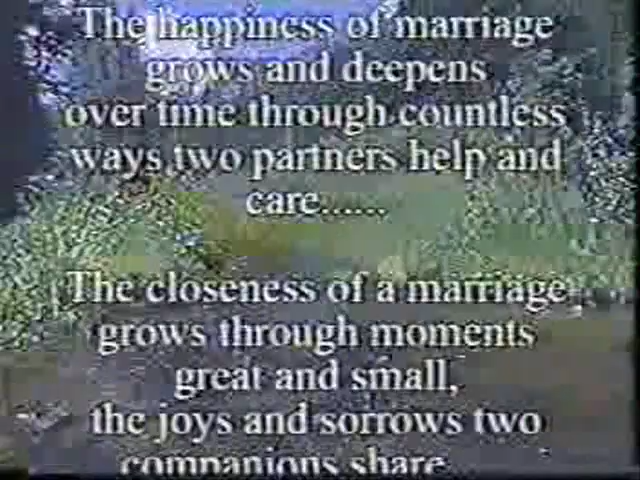 The happiness of marriage
grows and deepens
over time through countless
ways two partners help and
care......
The closeness of a marriage
grows through moments
great and small,
the joys and sorrows two
companions share...